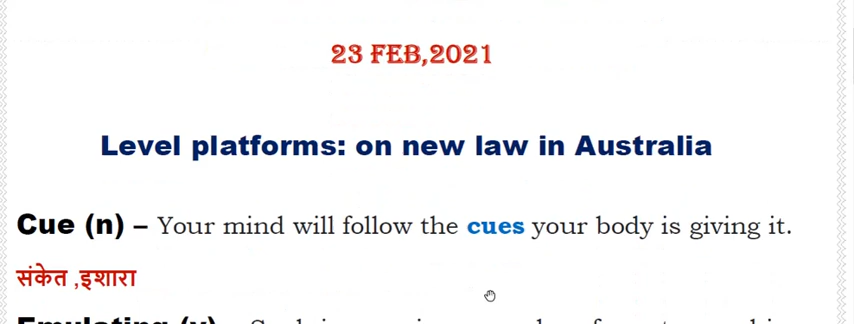 23 FEB,2021
Level platforms: on new law in Australia
Cue (n) – Your mind will follow the cues your body is giving it.
संकेत ,इशारा
Emulating (v)